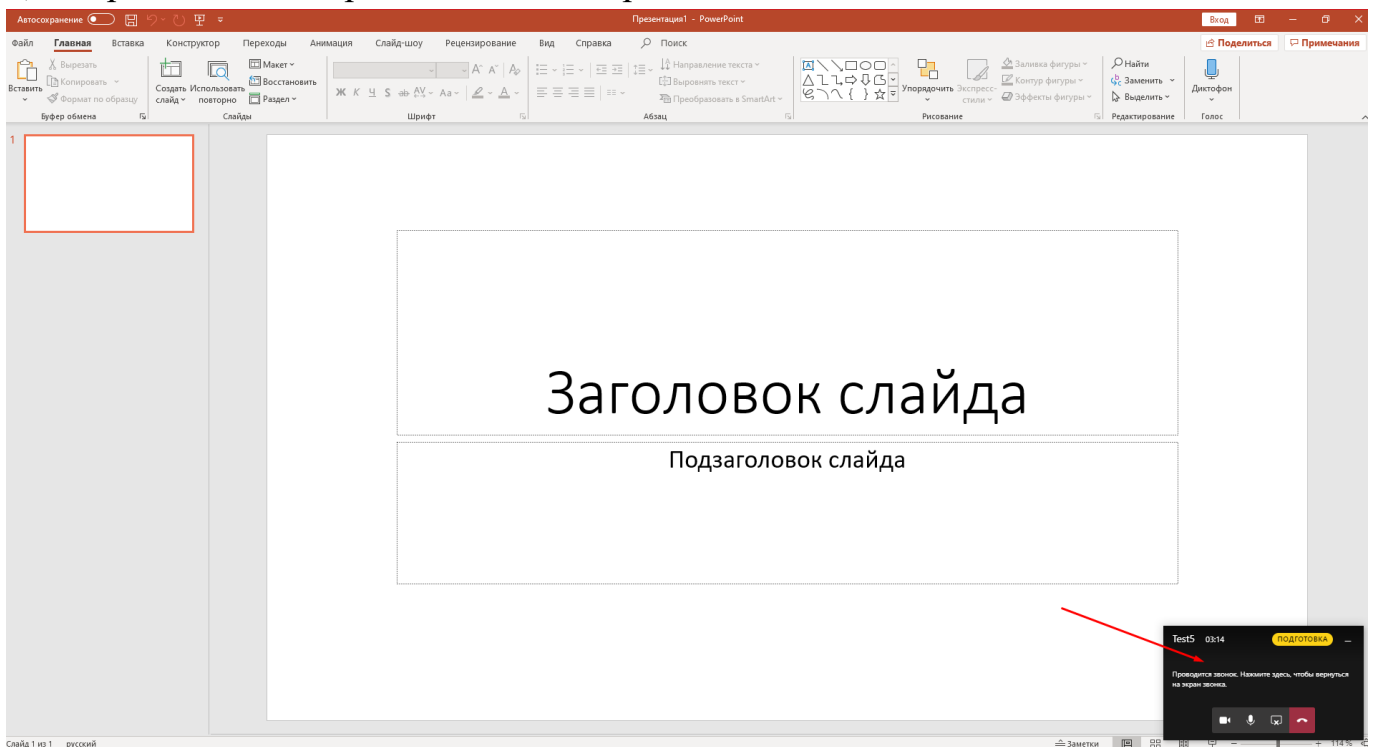 Автосохранение
Презентация1 - PowerPoint
Вход
Файл Главная Вставка Конструктор Переходы Анимация Слайд-шоу Рецензирование Вид Справка Поиск
Поделиться Примечания
Вставить
Вырезать
Копировать
Формат по образцу
Буфер обмена
Создать слайд
Использовать повторно
Макет
Восстановить
Раздел
Слайды
Ж К Ч S ab AV Aa
Шрифт
Направление текста
Выровнять текст
Преобразовать в SmartArt
Абзац
Упорядочить
Экспресс-стили
Заливка фигуры
Контур фигуры
Эффекты фигуры
Рисование
Найти
Заменить
Выделить
Редактирование
Диктофон
Голос
1
Заголовок слайда
Подзаголовок слайда
Test5 03:14 ПОДГОТОВКА
Проводится звонок. Нажмите здесь, чтобы вернуться
на экран звонка.
Слайд 1 из 1 русский
Заметки
114 %